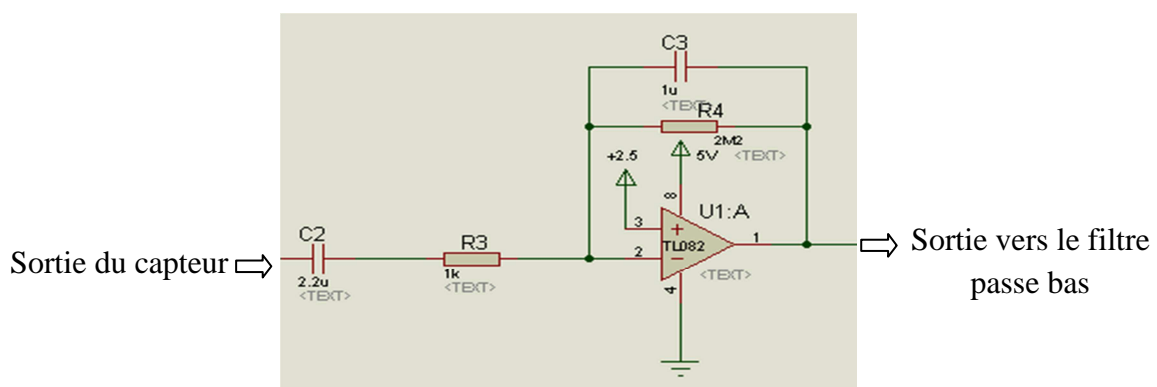 C3
1u
<TEXT>
R4
2M2
<TEXT>
+2.5
5V
8
U1:A
3
+
TL082
1
2
−
<TEXT>
4
C2
2.2u
<TEXT>
R3
1k
<TEXT>
Sortie du capteur
Sortie vers le filtre
passe bas